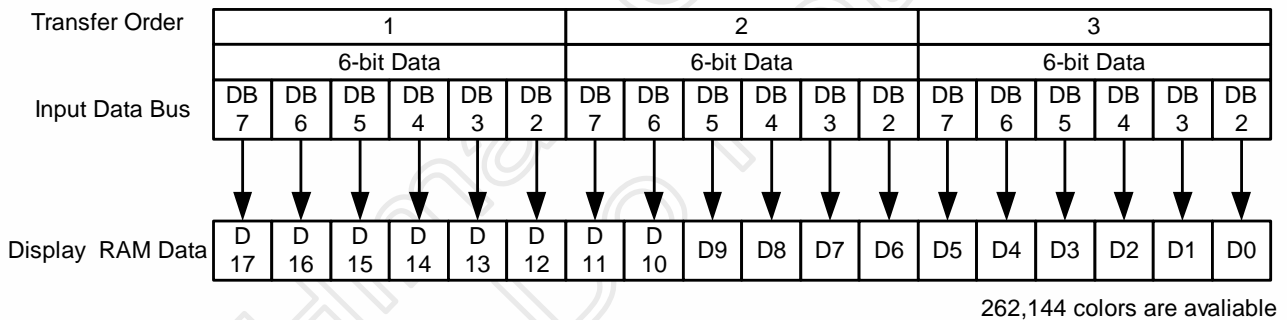 Transfer Order 1 2 3
6-bit Data 6-bit Data 6-bit Data
Input Data Bus DB 7 DB 6 DB 5 DB 4 DB 3 DB 2 DB 7 DB 6 DB 5 DB 4 DB 3 DB 2 DB 7 DB 6 DB 5 DB 4 DB 3 DB 2
Display RAM Data D 17 D 16 D 15 D 14 D 13 D 12 D 11 D 10 D9 D8 D7 D6 D5 D4 D3 D2 D1 D0
262,144 colors are avaliable